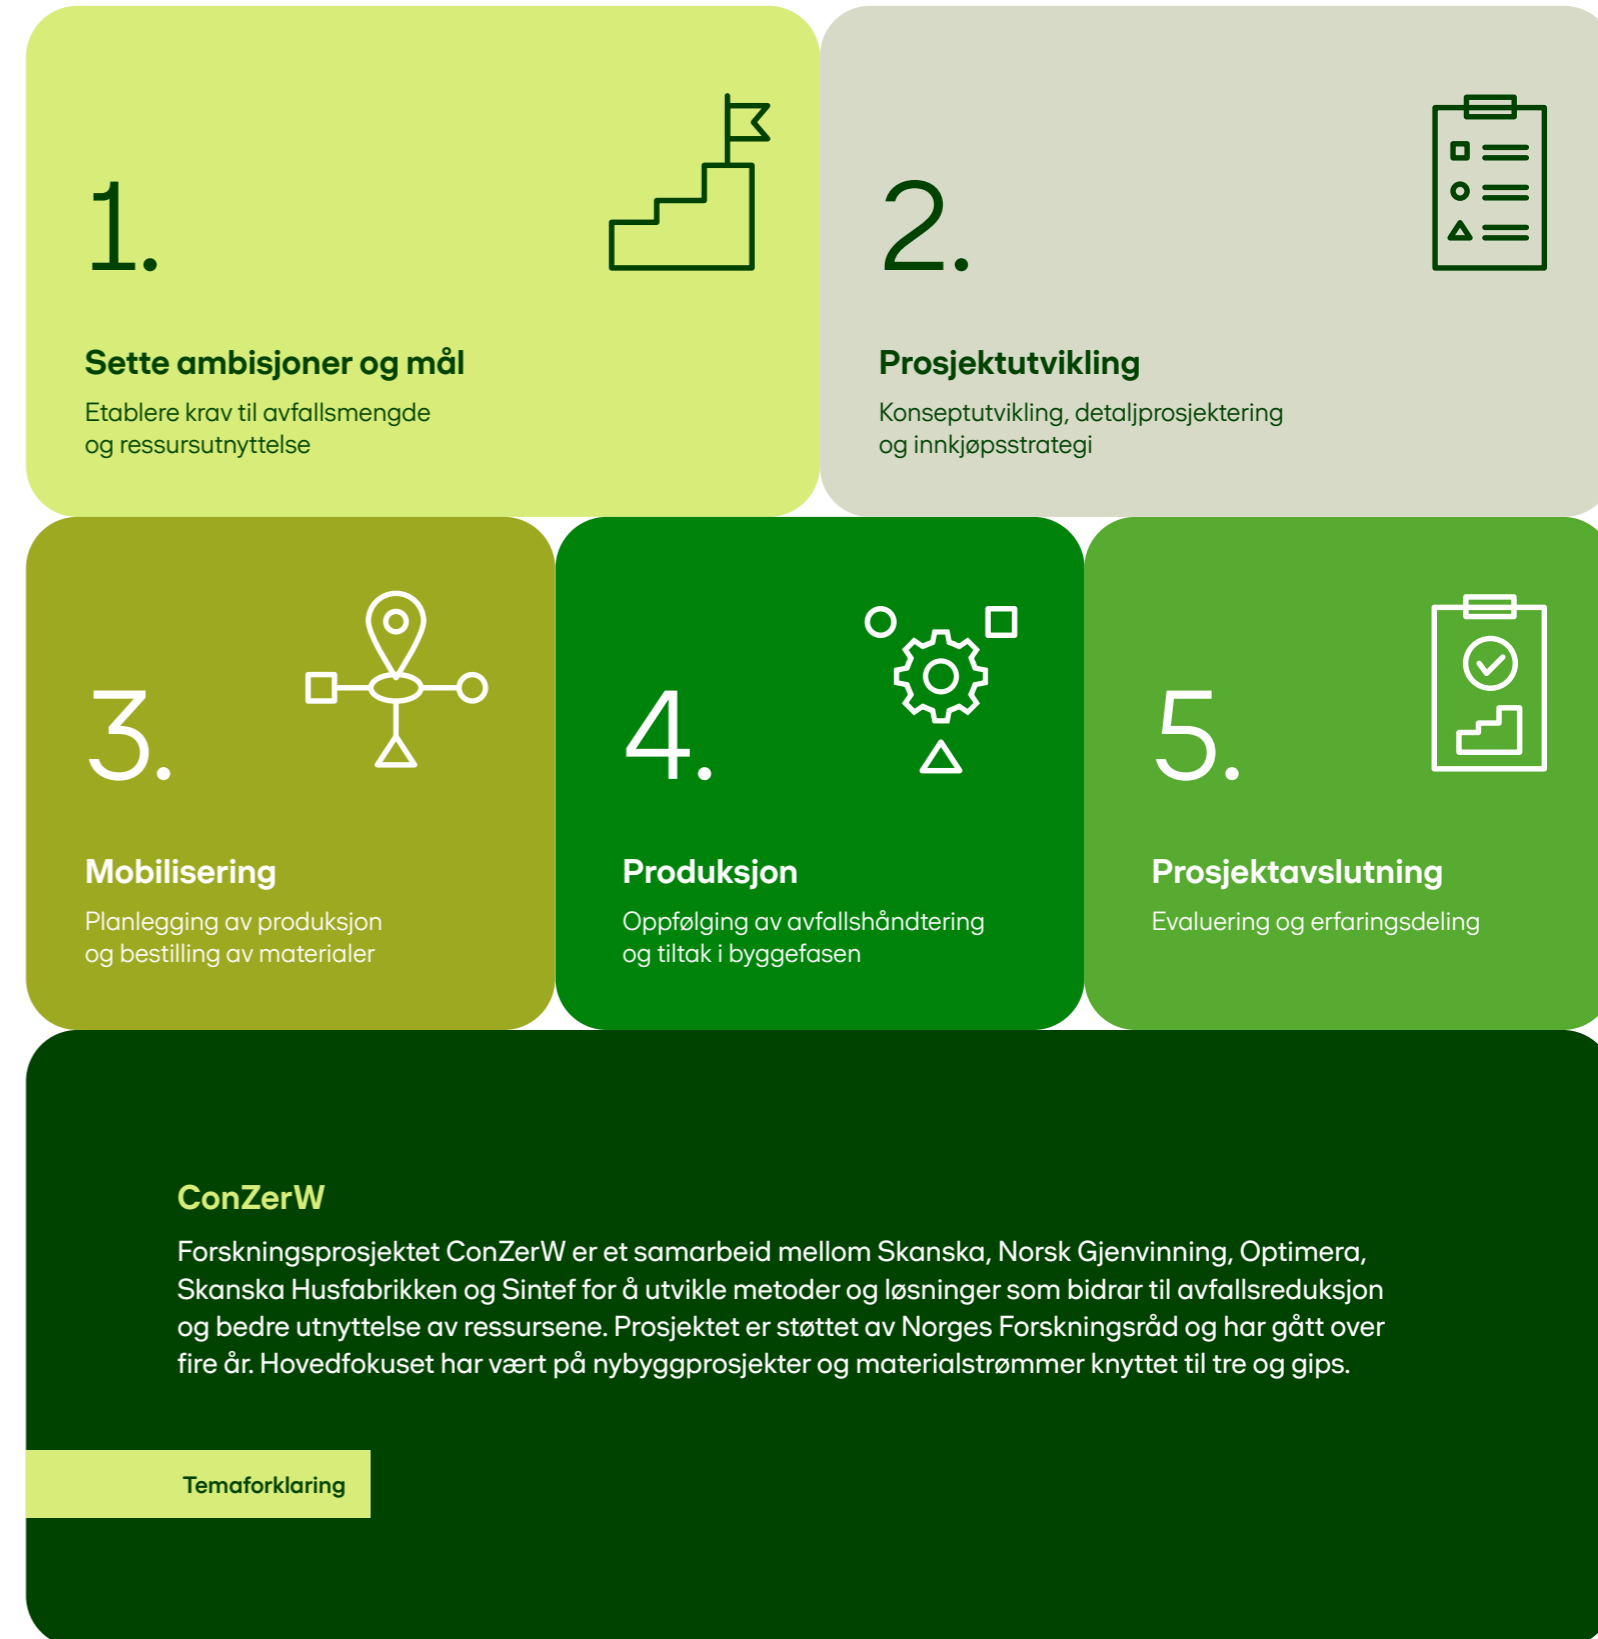 1.
Sette ambisjoner og mål
Etablere krav til avfallsmengde
og ressursutnyttelse
2.
Prosjektutvikling
Konseptutvikling, detaljprosjektering
og innkjøpsstrategi
3.
Mobilisering
Planlegging av produksjon
og bestilling av materialer
4.
Produksjon
Oppfølging av avfallshåndtering
og tiltak i byggefasen
5.
Prosjektavslutning
Evaluering og erfaringsdeling
ConZerW
Forskningsprosjektet ConZerW er et samarbeid mellom Skanska, Norsk Gjenvinning, Optimera,
Skanska Husfabrikken og Sintef for å utvikle metoder og løsninger som bidrar til avfallsreduksjon
og bedre utnyttelse av ressursene. Prosjektet er støttet av Norges Forskningsråd og har gått over
fire år. Hovedfokuset har vært på nybyggprosjekter og materialstrømmer knyttet til tre og gips.
Temaforklaring